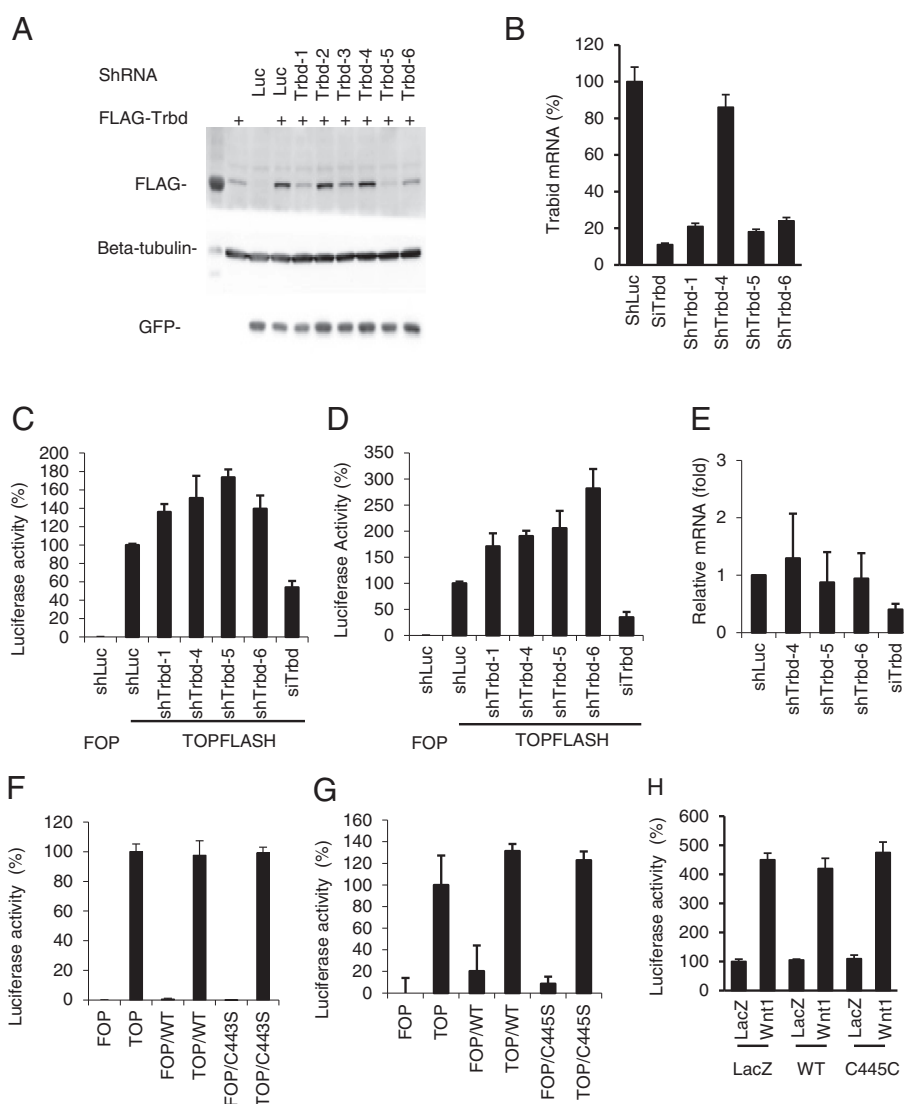 A
ShRNA
Luc
Luc
Trbd-1
Trbd-2
Trbd-3
Trbd-4
Trbd-5
Trbd-6
FLAG-Trbd
+ + + + + + + +
FLAG-
Beta-tubulin-
GFP-
B
Trabid mRNA (%)
120
100
80
60
40
20
0
ShLuc
SiTrbd
ShTrbd-1
ShTrbd-4
ShTrbd-5
ShTrbd-6
C
Luciferase activity (%)
200
180
160
140
120
100
80
60
40
20
0
shLuc
shLuc
shTrbd-1
shTrbd-4
shTrbd-5
shTrbd-6
siTrbd
FOP
TOPFLASH
D
Luciferase Activity (%)
350
300
250
200
150
100
50
0
shLuc
shLuc
shTrbd-1
shTrbd-4
shTrbd-5
shTrbd-6
siTrbd
FOP
TOPFLASH
E
Relative mRNA (fold)
3
2
1
0
shLuc
shTrbd-4
shTrbd-5
shTrbd-6
siTrbd
F
Luciferase activity (%)
120
100
80
60
40
20
0
FOP
TOP
FOP/WT
TOP/WT
FOP/C443S
TOP/C443S
G
Luciferase activity (%)
160
140
120
100
80
60
40
20
0
FOP
TOP
FOP/WT
TOP/WT
FOP/C445S
TOP/C445S
H
Luciferase activity (%)
600
500
400
300
200
100
0
LacZ
Wnt1
LacZ
Wnt1
LacZ
Wnt1
LacZ
WT
C445C